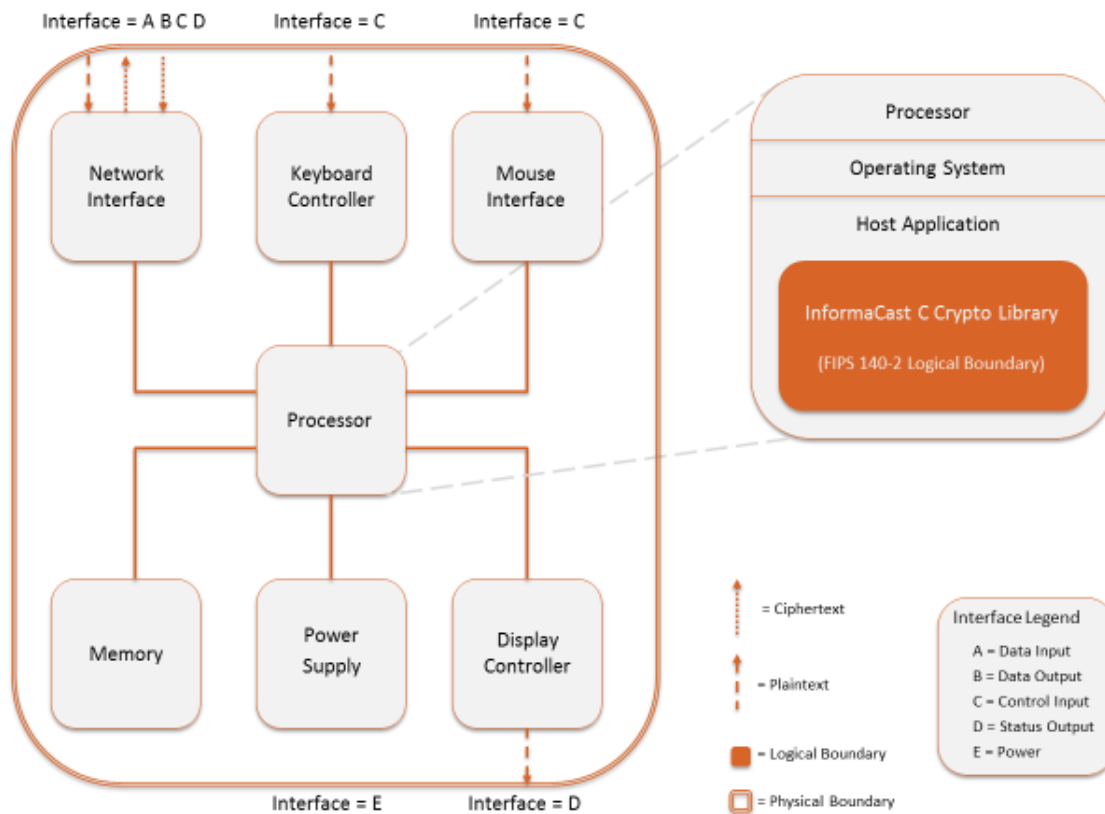 Interface = A B C D
Interface = C
Interface = C
Network
Interface
Keyboard
Controller
Mouse
Interface
Processor
Memory
Power
Supply
Display
Controller
Interface = E
Interface = D
Processor
Operating System
Host Application
InformaCast C Crypto Library
(FIPS 140-2 Logical Boundary)
= Ciphertext
= Plaintext
= Logical Boundary
= Physical Boundary
Interface Legend
A = Data Input
B = Data Output
C = Control Input
D = Status Output
E = Power